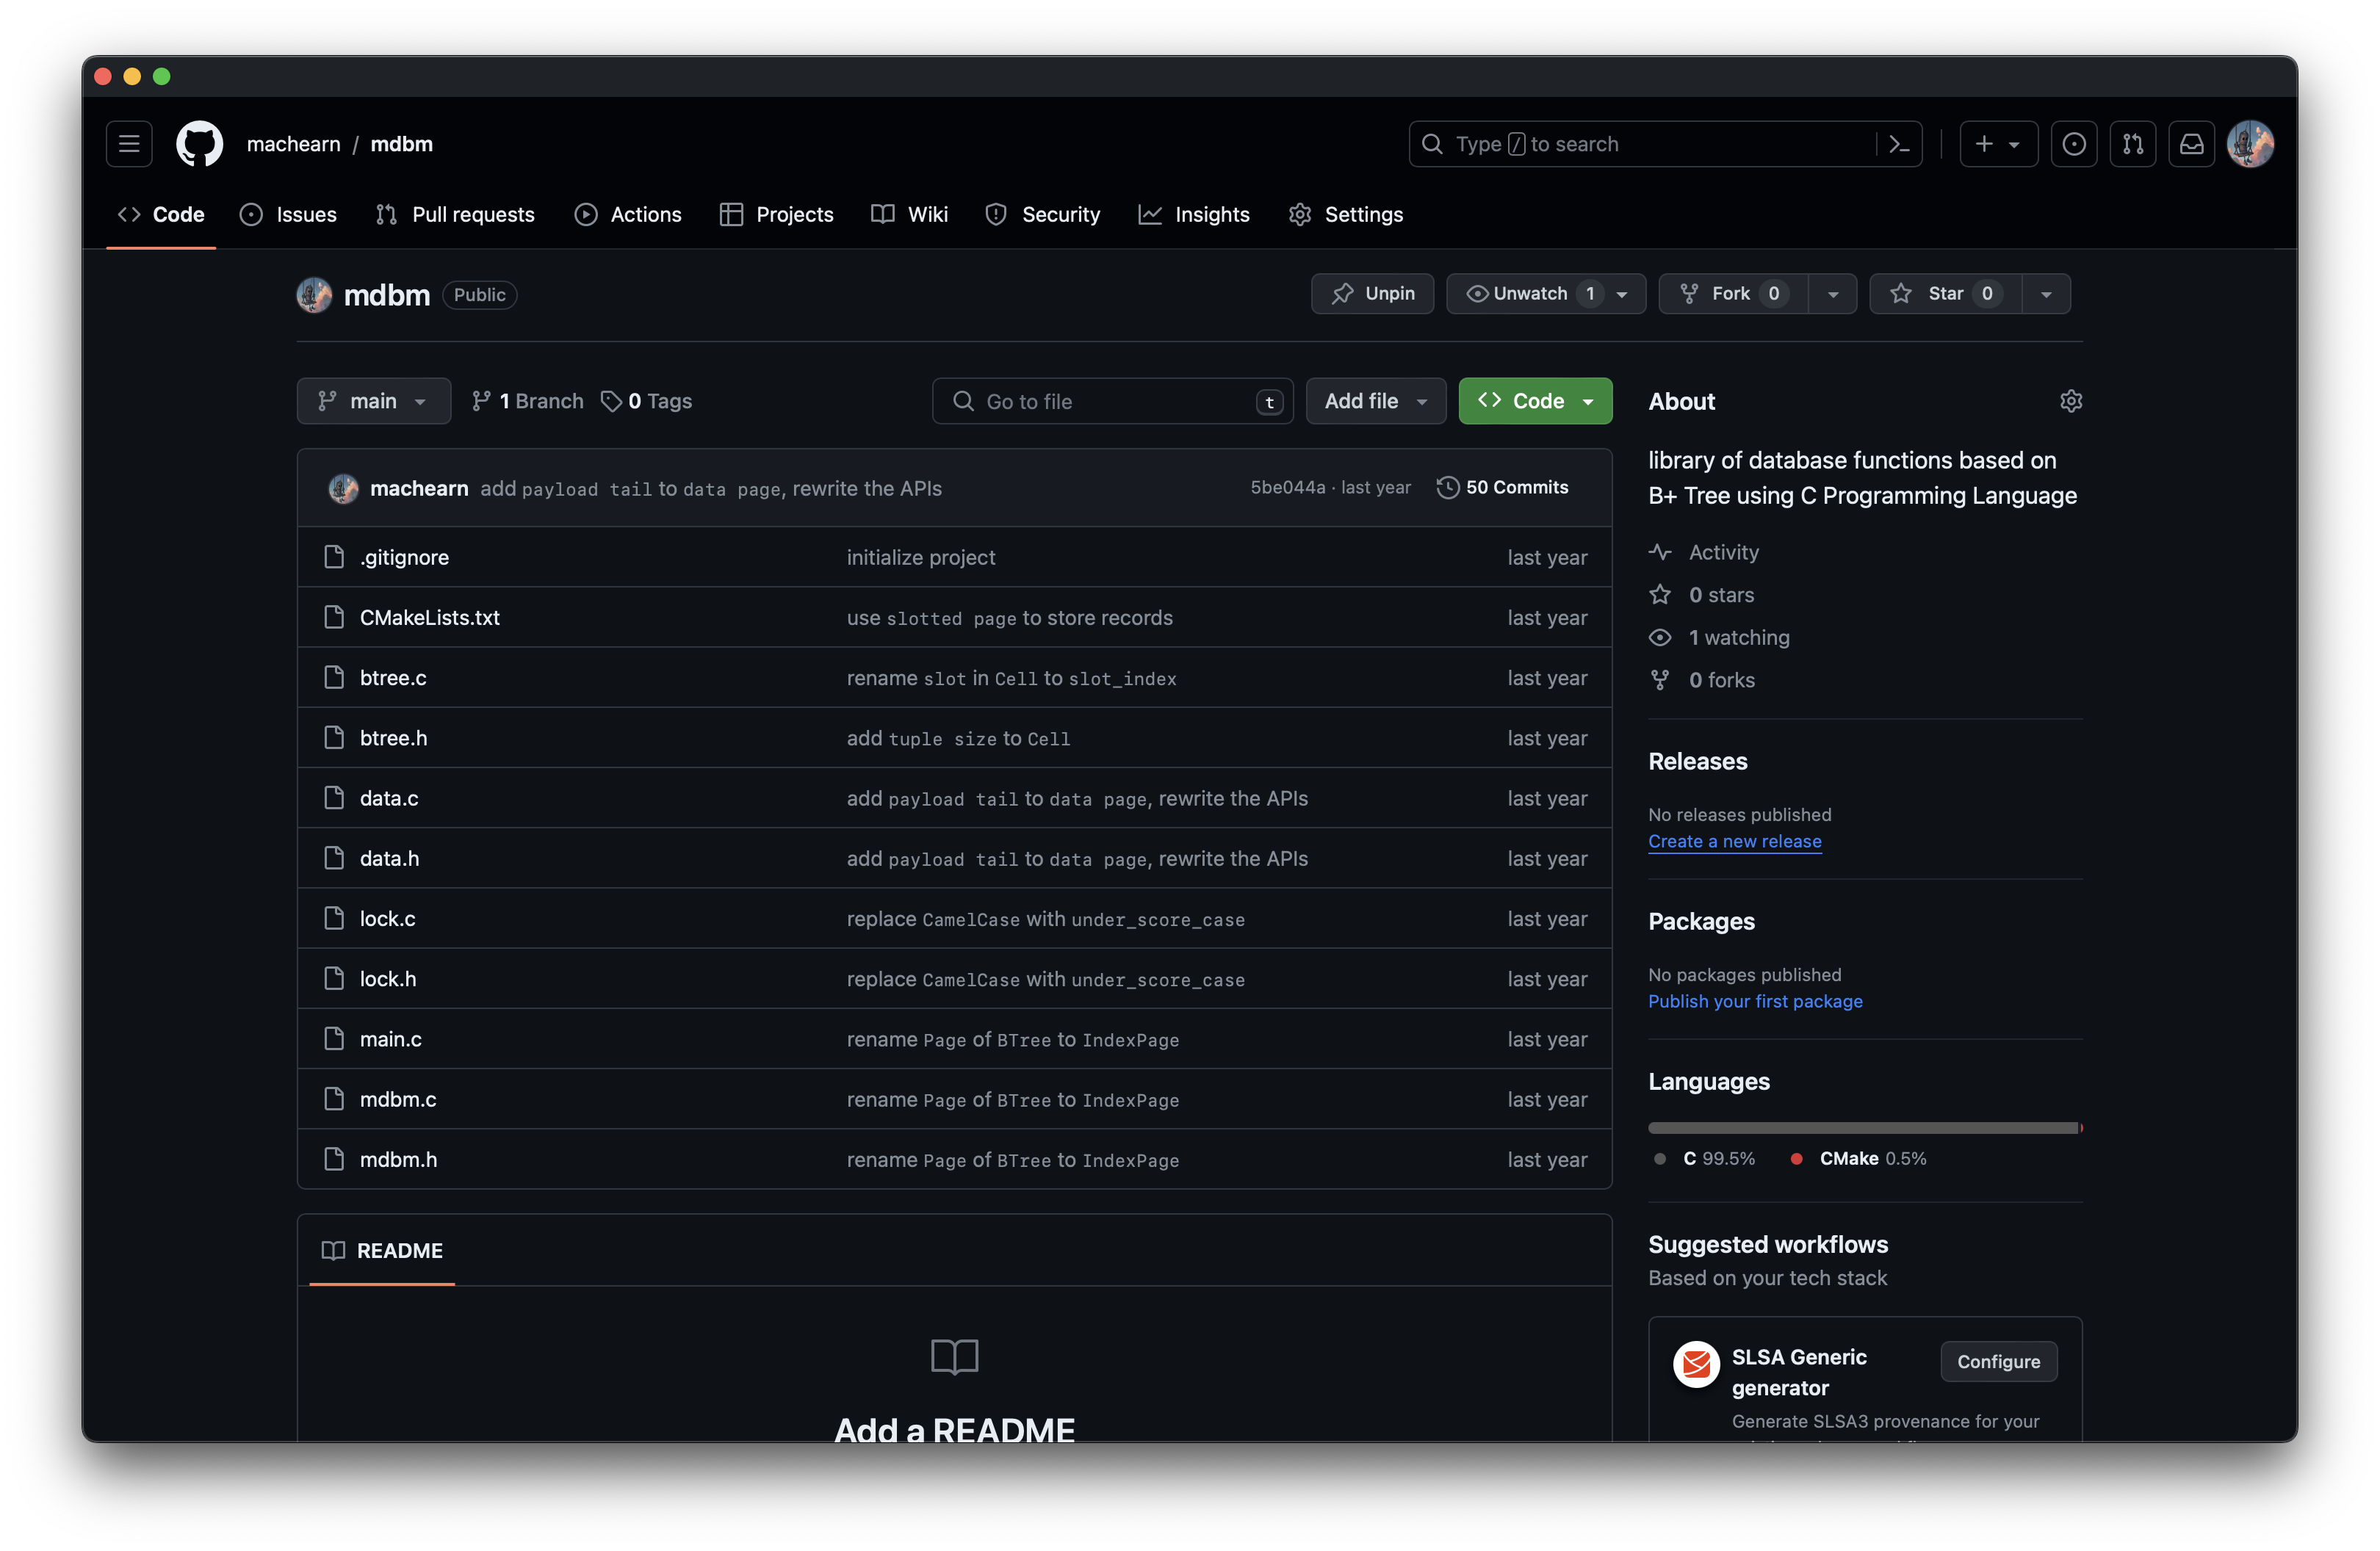 machearn / mdbm
Type / to search
Code Issues Pull requests Actions Projects Wiki Security Insights Settings
mdbm Public
Unpin Unwatch 1 Fork 0 Star 0
main 1 Branch 0 Tags
Go to file t Add file Code
machearn add payload tail to data page, rewrite the APIs 5be044a · last year 50 Commits
.gitignore initialize project last year
CMakeLists.txt use slotted page to store records last year
btree.c rename slot in Cell to slot_index last year
btree.h add tuple size to Cell last year
data.c add payload tail to data page, rewrite the APIs last year
data.h add payload tail to data page, rewrite the APIs last year
lock.c replace CamelCase with under_score_case last year
lock.h replace CamelCase with under_score_case last year
main.c rename Page of BTree to IndexPage last year
mdbm.c rename Page of BTree to IndexPage last year
mdbm.h rename Page of BTree to IndexPage last year
README
Add a README
About
library of database functions based on
B+ Tree using C Programming Language
Activity
0 stars
1 watching
0 forks
Releases
No releases published
Create a new release
Packages
No packages published
Publish your first package
Languages
C 99.5% CMake 0.5%
Suggested workflows
Based on your tech stack
SLSA Generic
generator
Configure
Generate SLSA3 provenance for your